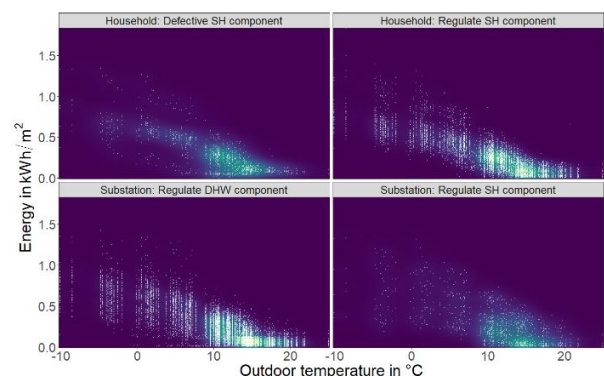 Household: Defective SH component
Household: Regulate SH component
1.5
1.0
0.5
0.0
Substation: Regulate DHW component
Substation: Regulate SH component
1.5
1.0
0.5
0.0
Energy in kWh/m²
-10
0
10
20
-10
0
10
20
Outdoor temperature in °C